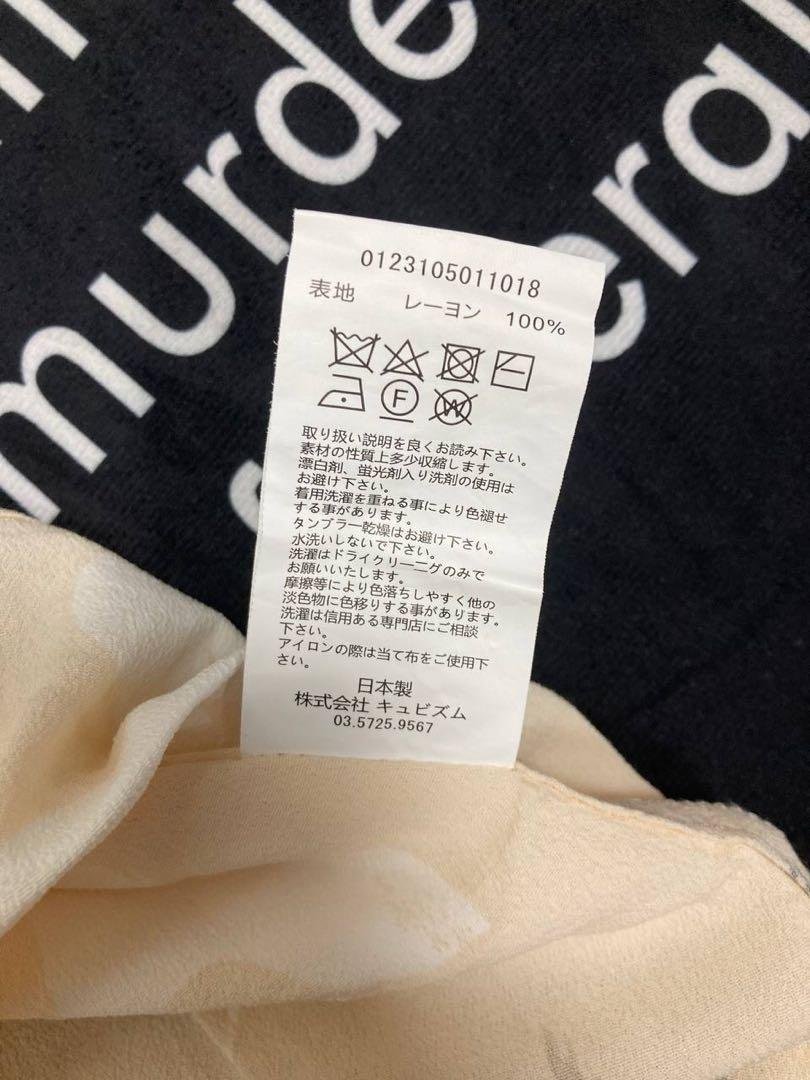 murde
eral
0123105011018
表地 レーヨン 100%
F
W
取り扱い説明を良くお読み下さい。
素材の性質上多少収縮します。
漂白剤、蛍光剤入り洗剤の使用は
お避け下さい。
着用洗濯を重ねる事により色褪せ
する事があります。
タンブラー乾燥はお避け下さい。
水洗いしないで下さい。
洗濯はドライクリーニングのみで
お願いいたします。
摩擦等により色落ちしやすく他の
淡色物に色移りする事があります。
洗濯は信用ある専門店にご相談
下さい。
アイロンの際は当て布をご使用下
さい。
日本製
株式会社 キュビズム
03.5725.9567